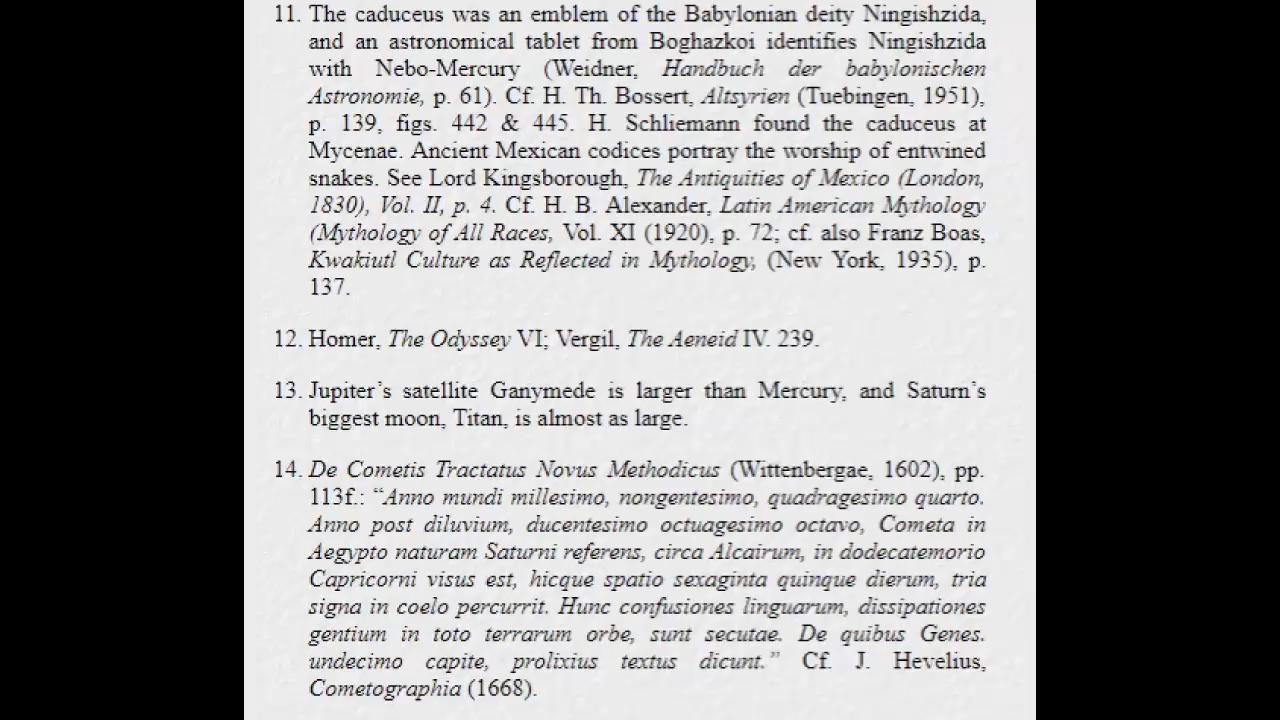 11. The caduceus was an emblem of the Babylonian deity Ningishzida,
and an astronomical tablet from Boghazkoi identifies Ningishzida
with Nebo-Mercury (Weidner, Handbuch der babylonischen
Astronomie, p. 61). Cf. H. Th. Bossert, Altsyrien (Tuebingen, 1951),
p. 139, figs. 442 & 445. H. Schliemann found the caduceus at
Mycenae. Ancient Mexican codices portray the worship of entwined
snakes. See Lord Kingsborough, The Antiquities of Mexico (London,
1830), Vol. II, p. 4. Cf. H. B. Alexander, Latin American Mythology
(Mythology of All Races, Vol. XI (1920), p. 72; cf. also Franz Boas,
Kwakiutl Culture as Reflected in Mythology, (New York, 1935), p.
137.
12. Homer, The Odyssey VI; Vergil, The Aeneid IV. 239.
13. Jupiter’s satellite Ganymede is larger than Mercury, and Saturn’s
biggest moon, Titan, is almost as large.
14. De Cometis Tractatus Novus Methodicus (Wittenbergae, 1602), pp.
113f.: “Anno mundi millesimo, nongentesimo, quadragesimo quarto.
Anno post diluvium, ducentesimo octuagesimo octavo, Cometa in
Aegypto naturam Saturni referens, circa Alcairum, in dodecatemorio
Capricorni visus est, hicque spatio sexaginta quinque dierum, tria
signa in coelo percurrit. Hunc confusiones linguarum, dissipationes
gentium in toto terrarum orbe, sunt secutae. De quibus Genes.
undecimo capite, prolixius textus dicunt.” Cf. J. Hevelius,
Cometographia (1668).